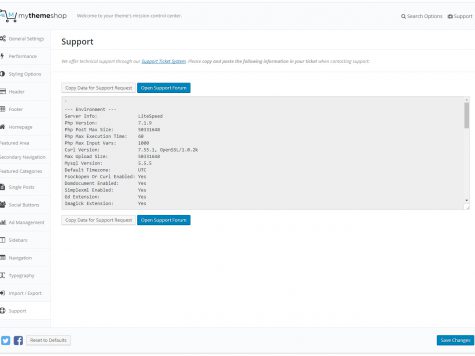 mythemeshop
Welcome to your theme's mission control center.
Search Options
Support
General Settings
Performance
Styling Options
Header
Footer
Homepage
Featured Area
Secondary Navigation
Featured Categories
Single Posts
Social Buttons
Ad Management
Sidebars
Navigation
Typography
Import / Export
Support
Support
We offer technical support through our Support Ticket System. Please copy and paste the following information in your ticket when contacting support:
Copy Data for Support Request
Open Support Forum
--- Environment ---
Server Info: LiteSpeed
Php Version: 7.1.9
Php Post Max Size: 50331648
Php Max Execution Time: 60
Php Max Input Vars: 1000
Curl Version: 7.55.1, OpenSSL/1.0.2k
Max Upload Size: 50331648
Mysql Version: 5.5.5
Default Timezone: UTC
Fsockopen Or Curl Enabled: Yes
Domdocument Enabled: Yes
Simplexml Enabled: Yes
Gd Extension: Yes
Imagick Extension: Yes
Copy Data for Support Request
Open Support Forum
Reset to Defaults
Save Changes